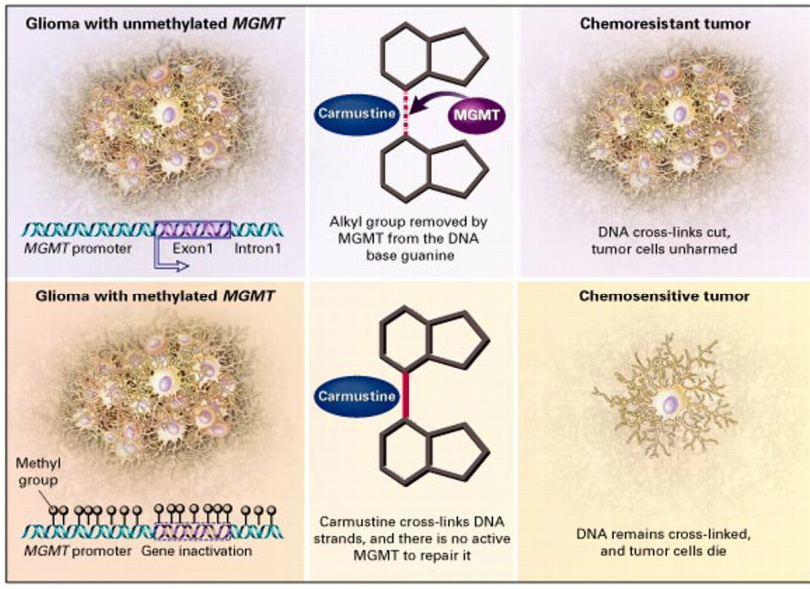 Glioma with unmethylated MGMT
MGMT promoter Exon1 Intron1
Carmustine
MGMT
Alkyl group removed by
MGMT from the DNA
base guanine
Chemoresistant tumor
DNA cross-links cut,
tumor cells unharmed
Glioma with methylated MGMT
Methyl
group
MGMT promoter Gene inactivation
Carmustine
Carmustine cross-links DNA
strands, and there is no active
MGMT to repair it
Chemosensitive tumor
DNA remains cross-linked,
and tumor cells die